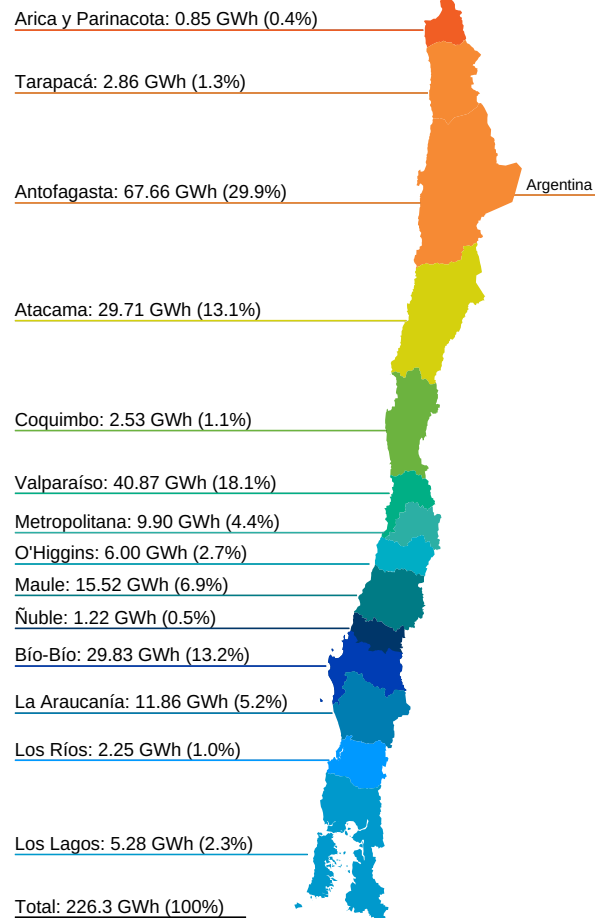 Arica y Parinacota: 0.85 GWh (0.4%)
Tarapacá: 2.86 GWh (1.3%)
Antofagasta: 67.66 GWh (29.9%)
Argentina
Atacama: 29.71 GWh (13.1%)
Coquimbo: 2.53 GWh (1.1%)
Valparaíso: 40.87 GWh (18.1%)
Metropolitana: 9.90 GWh (4.4%)
O'Higgins: 6.00 GWh (2.7%)
Maule: 15.52 GWh (6.9%)
Ñuble: 1.22 GWh (0.5%)
Bío-Bío: 29.83 GWh (13.2%)
La Araucanía: 11.86 GWh (5.2%)
Los Ríos: 2.25 GWh (1.0%)
Los Lagos: 5.28 GWh (2.3%)
Total: 226.3 GWh (100%)